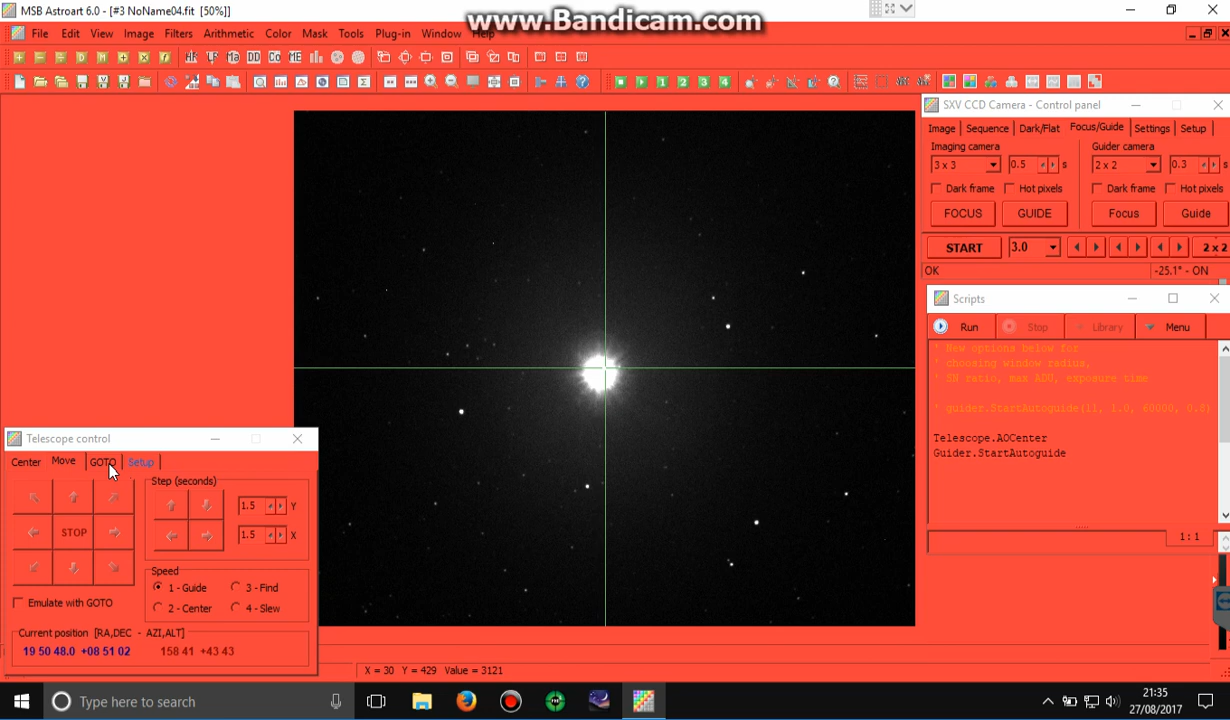 MSB Astroart 6.0 - [#3 NoName04.fit [50%]]
www.Bandicam.com
File Edit View Image Filters Arithmetic Color Mask Tools Plug-in Window Help
SXV CCD Camera - Control panel
Image Sequence Dark/Flat Focus/Guide Settings Setup
Imaging camera Guider camera
3 x 3 0.5 s 2 x 2 0.3 s
Dark frame Hot pixels Dark frame Hot pixels
FOCUS GUIDE Focus Guide
START 3.0 2 x 2
OK -25.1° - ON
Scripts
Run Stop Library Menu
' New options below for
' choosing window radius,
' SN ratio, max ADU, exposure time
' guider.StartAutoguide(11, 1.0, 60000, 0.8)
Telescope.AOCenter
Guider.StartAutoguide
1 : 1
Telescope control
Center Move GOTO Setup
Step (seconds)
1.5 Y
STOP
1.5 X
Speed
1 - Guide 3 - Find
2 - Center 4 - Slew
Emulate with GOTO
Current position [RA,DEC - AZI,ALT]
19 50 48.0 +08 51 02 158 41 +43 43
X = 30 Y = 429 Value = 3121
Type here to search
21:35
27/08/2017